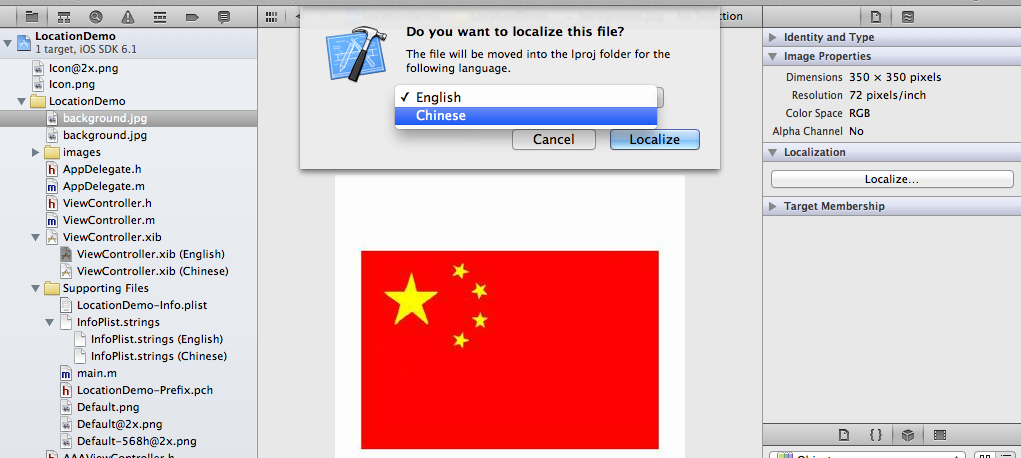 LocationDemo
1 target, iOS SDK 6.1
Icon@2x.png
Icon.png
LocationDemo
background.jpg
background.jpg
images
AppDelegate.h
AppDelegate.m
ViewController.h
ViewController.m
ViewController.xib
ViewController.xib (English)
ViewController.xib (Chinese)
Supporting Files
LocationDemo-Info.plist
InfoPlist.strings
InfoPlist.strings (English)
InfoPlist.strings (Chinese)
main.m
LocationDemo-Prefix.pch
Default.png
Default@2x.png
Default-568h@2x.png
AAAViewController.h
Do you want to localize this file?
The file will be moved into the lproj folder for the
following language.
✓ English
Chinese
Cancel
Localize
Identity and Type
Image Properties
Dimensions 350 × 350 pixels
Resolution 72 pixels/inch
Color Space RGB
Alpha Channel No
Localization
Localize...
Target Membership